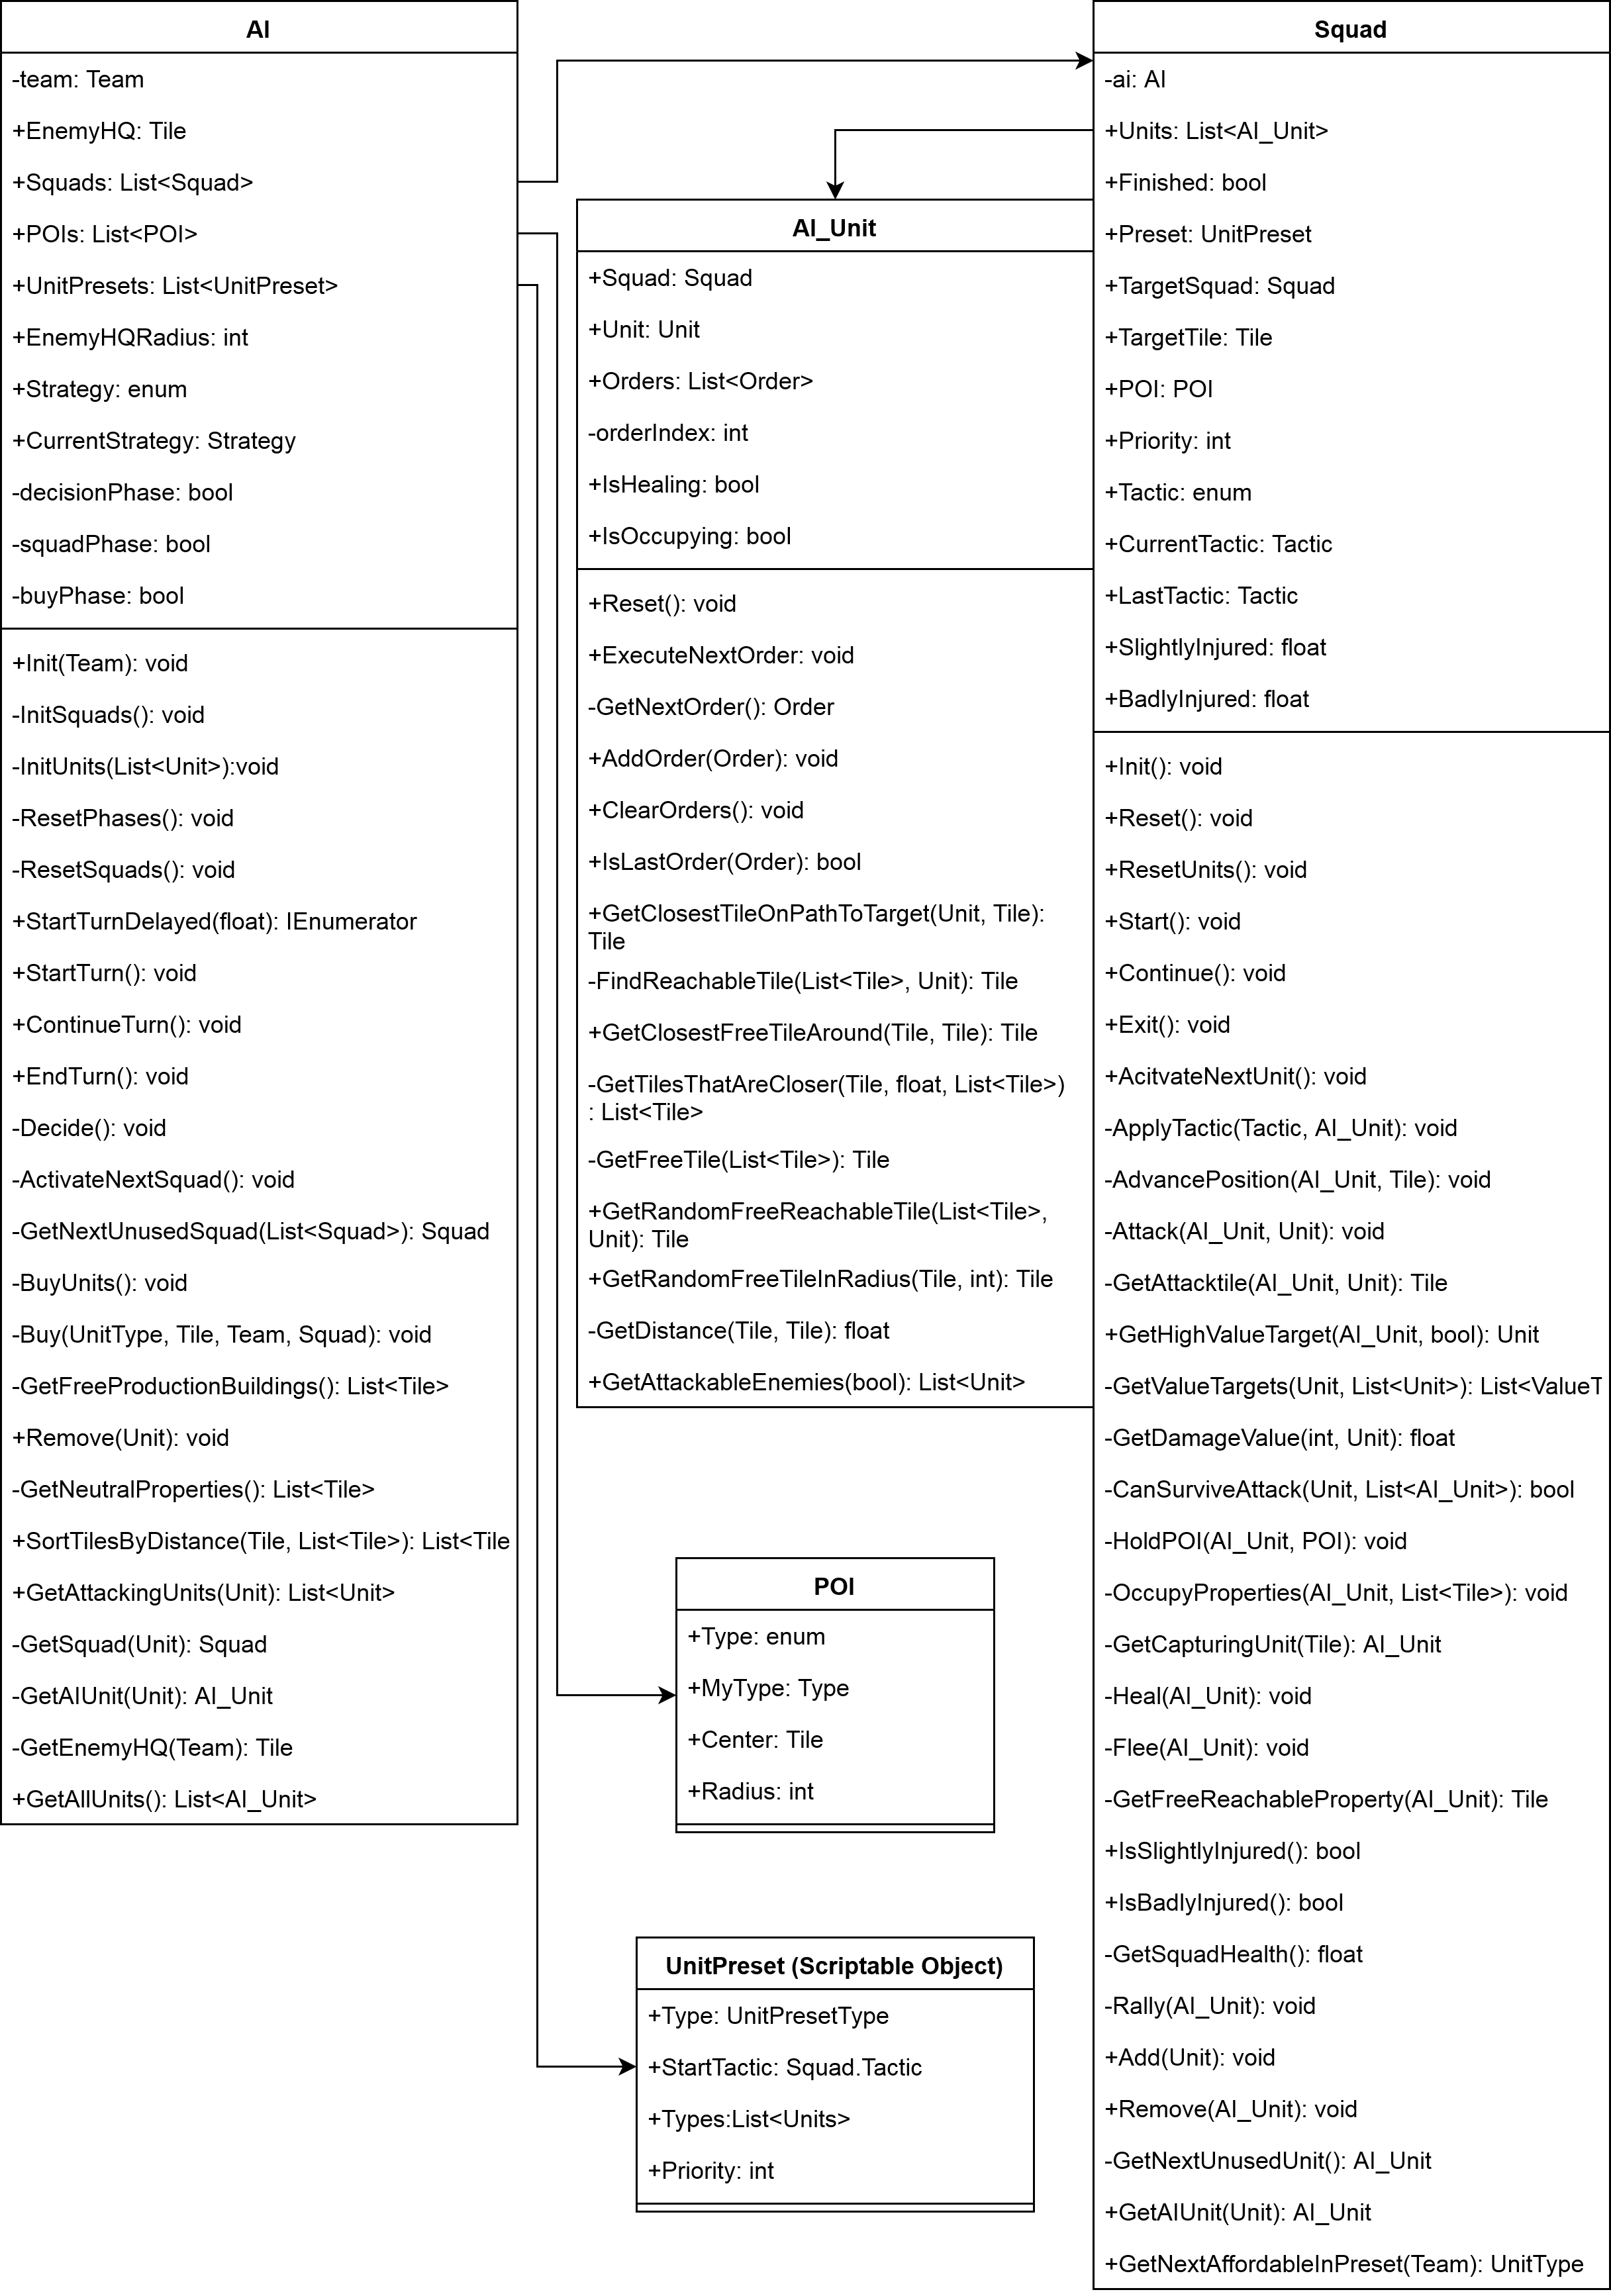 AI
-team: Team
+EnemyHQ: Tile
+Squads: List<Squad>
+POIs: List<POI>
+UnitPresets: List<UnitPreset>
+EnemyHQRadius: int
+Strategy: enum
+CurrentStrategy: Strategy
-decisionPhase: bool
-squadPhase: bool
-buyPhase: bool
+Init(Team): void
-InitSquads(): void
-InitUnits(List<Unit>):void
-ResetPhases(): void
-ResetSquads(): void
+StartTurnDelayed(float): IEnumerator
+StartTurn(): void
+ContinueTurn(): void
+EndTurn(): void
-Decide(): void
-ActivateNextSquad(): void
-GetNextUnusedSquad(List<Squad>): Squad
-BuyUnits(): void
-Buy(UnitType, Tile, Team, Squad): void
-GetFreeProductionBuildings(): List<Tile>
+Remove(Unit): void
-GetNeutralProperties(): List<Tile>
+SortTilesByDistance(Tile, List<Tile>): List<Tile
+GetAttackingUnits(Unit): List<Unit>
-GetSquad(Unit): Squad
-GetAIUnit(Unit): AI_Unit
-GetEnemyHQ(Team): Tile
+GetAllUnits(): List<AI_Unit>
AI_Unit
+Squad: Squad
+Unit: Unit
+Orders: List<Order>
-orderIndex: int
+IsHealing: bool
+IsOccupying: bool
+Reset(): void
+ExecuteNextOrder: void
-GetNextOrder(): Order
+AddOrder(Order): void
+ClearOrders(): void
+IsLastOrder(Order): bool
+GetClosestTileOnPathToTarget(Unit, Tile):
Tile
-FindReachableTile(List<Tile>, Unit): Tile
+GetClosestFreeTileAround(Tile, Tile): Tile
-GetTilesThatAreCloser(Tile, float, List<Tile>)
: List<Tile>
-GetFreeTile(List<Tile>): Tile
+GetRandomFreeReachableTile(List<Tile>,
Unit): Tile
+GetRandomFreeTileInRadius(Tile, int): Tile
-GetDistance(Tile, Tile): float
+GetAttackableEnemies(bool): List<Unit>
POI
+Type: enum
+MyType: Type
+Center: Tile
+Radius: int
UnitPreset (Scriptable Object)
+Type: UnitPresetType
+StartTactic: Squad.Tactic
+Types:List<Units>
+Priority: int
Squad
-ai: AI
+Units: List<AI_Unit>
+Finished: bool
+Preset: UnitPreset
+TargetSquad: Squad
+TargetTile: Tile
+POI: POI
+Priority: int
+Tactic: enum
+CurrentTactic: Tactic
+LastTactic: Tactic
+SlightlyInjured: float
+BadlyInjured: float
+Init(): void
+Reset(): void
+ResetUnits(): void
+Start(): void
+Continue(): void
+Exit(): void
+AcitvateNextUnit(): void
-ApplyTactic(Tactic, AI_Unit): void
-AdvancePosition(AI_Unit, Tile): void
-Attack(AI_Unit, Unit): void
-GetAttacktile(AI_Unit, Unit): Tile
+GetHighValueTarget(AI_Unit, bool): Unit
-GetValueTargets(Unit, List<Unit>): List<ValueT
-GetDamageValue(int, Unit): float
-CanSurviveAttack(Unit, List<AI_Unit>): bool
-HoldPOI(AI_Unit, POI): void
-OccupyProperties(AI_Unit, List<Tile>): void
-GetCapturingUnit(Tile): AI_Unit
-Heal(AI_Unit): void
-Flee(AI_Unit): void
-GetFreeReachableProperty(AI_Unit): Tile
+IsSlightlyInjured(): bool
+IsBadlyInjured(): bool
-GetSquadHealth(): float
-Rally(AI_Unit): void
+Add(Unit): void
+Remove(AI_Unit): void
-GetNextUnusedUnit(): AI_Unit
+GetAIUnit(Unit): AI_Unit
+GetNextAffordableInPreset(Team): UnitType